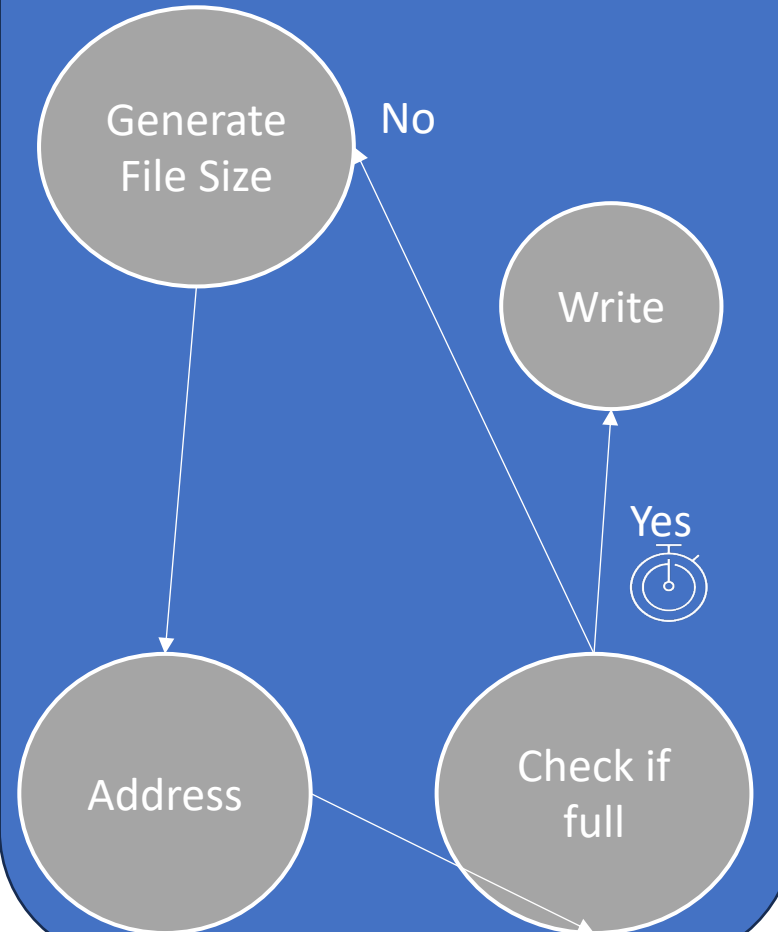 Generate
File Size
No
Write
Yes
Address
Check if
full